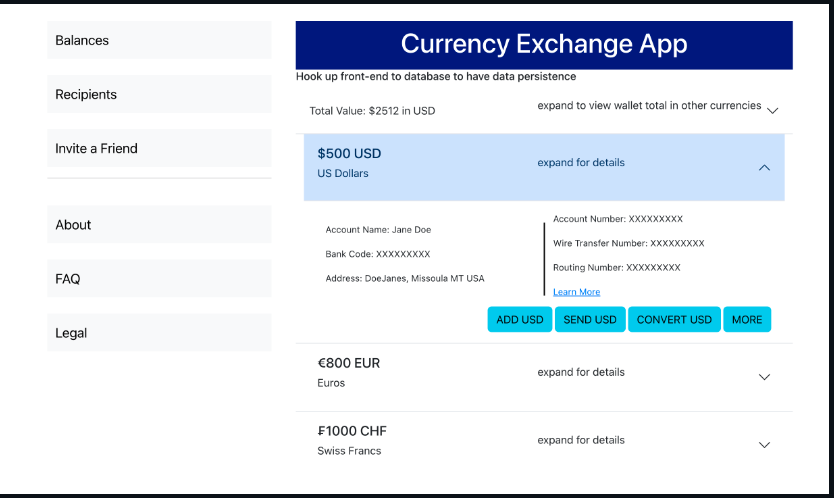 Balances
Recipients
Invite a Friend
About
FAQ
Legal
Currency Exchange App
Hook up front-end to database to have data persistence
Total Value: $2512 in USD
expand to view wallet total in other currencies
$500 USD
US Dollars
expand for details
Account Name: Jane Doe
Bank Code: XXXXXXXXX
Address: DoeJanes, Missoula MT USA
Account Number: XXXXXXXXX
Wire Transfer Number: XXXXXXXXX
Routing Number: XXXXXXXXX
Learn More
ADD USD
SEND USD
CONVERT USD
MORE
€800 EUR
Euros
expand for details
₣1000 CHF
Swiss Francs
expand for details